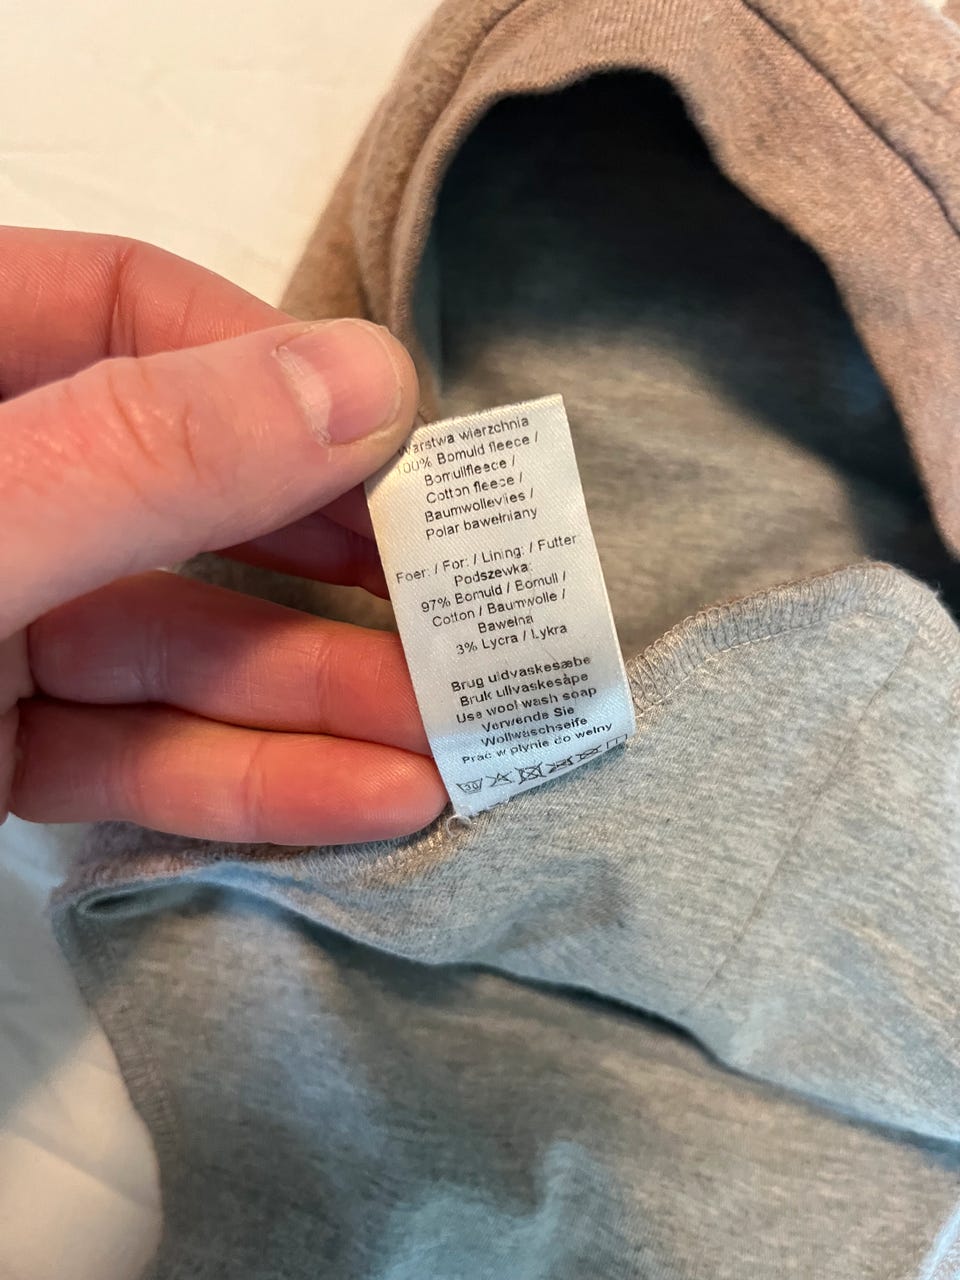 Warstwa wierzchnia
100% Bomuld fleece /
Bomullfleece /
Cotton fleece /
Baumwollevlies /
Polar bawełniany
Foer: / For: / Lining: / Futter:
Podszewka:
97% Bomuld / Bomull /
Cotton / Baumwolle /
Bawełna
3% Lycra / Lykra
Brug uldvaskesæbe
Bruk ullvaskesåpe
Use wool wash soap
Verwende Sie
Wollwaschseife
Prać w płynie do wełny
30